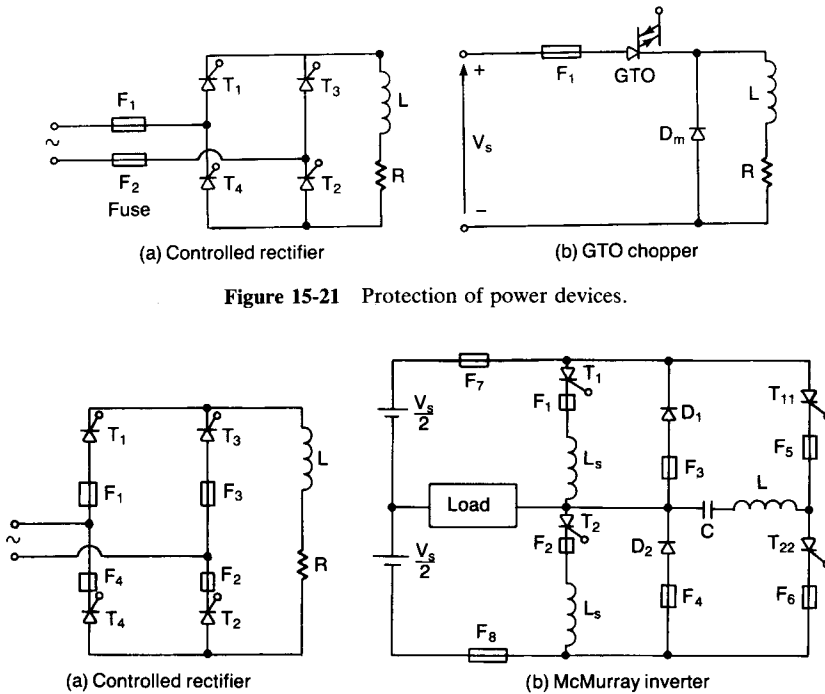 F1
F2
Fuse
T1
T3
T4
T2
L
R
~
(a) Controlled rectifier
+
Vs
−
F1
GTO
Dm
L
R
(b) GTO chopper
Figure 15-21 Protection of power devices.
T1
T3
F1
F3
F4
F2
T4
T2
L
R
~
(a) Controlled rectifier
F7
Vs/2
Load
Vs/2
F8
T1
F1
Ls
T2
F2
Ls
D1
F3
D2
F4
C
L
T11
F5
T22
F6
(b) McMurray inverter